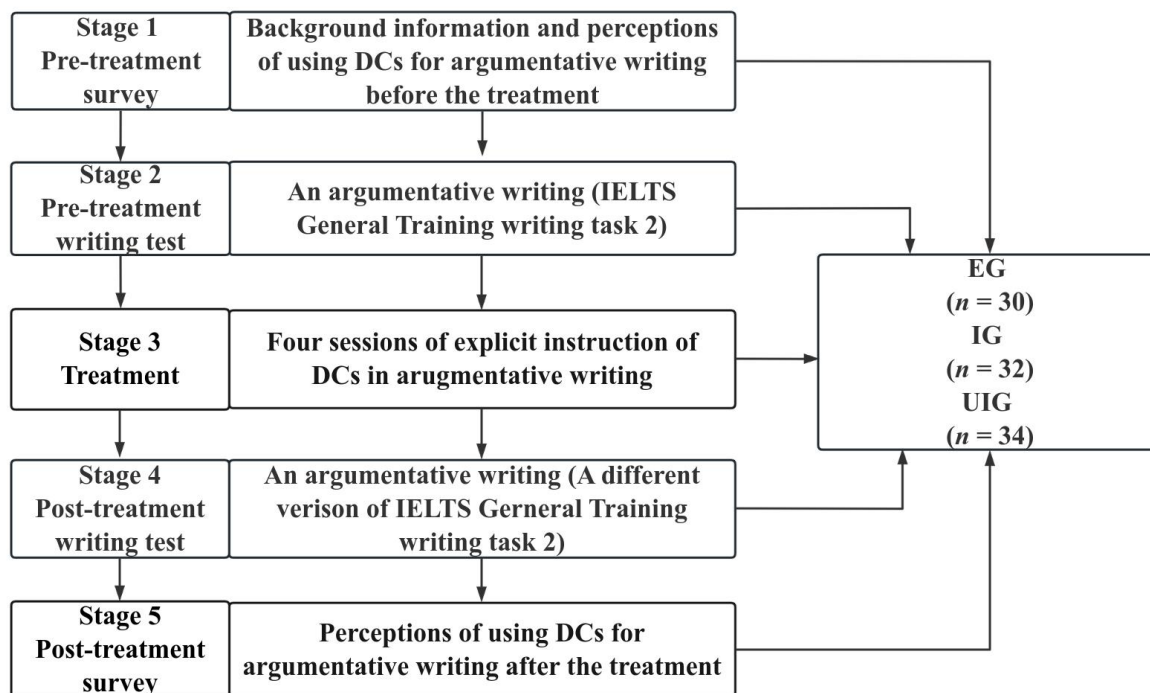 Stage 1
Pre-treatment
survey
Background information and perceptions
of using DCs for argumentative writing
before the treatment
Stage 2
Pre-treatment
writing test
An argumentative writing (IELTS
General Training writing task 2)
EG
(n = 30)
IG
(n = 32)
UIG
(n = 34)
Stage 3
Treatment
Four sessions of explicit instruction of
DCs in arugmentative writing
Stage 4
Post-treatment
writing test
An argumentative writing (A different
verison of IELTS Gerneral Training
writing task 2)
Stage 5
Post-treatment
survey
Perceptions of using DCs for
argumentative writing after the treatment